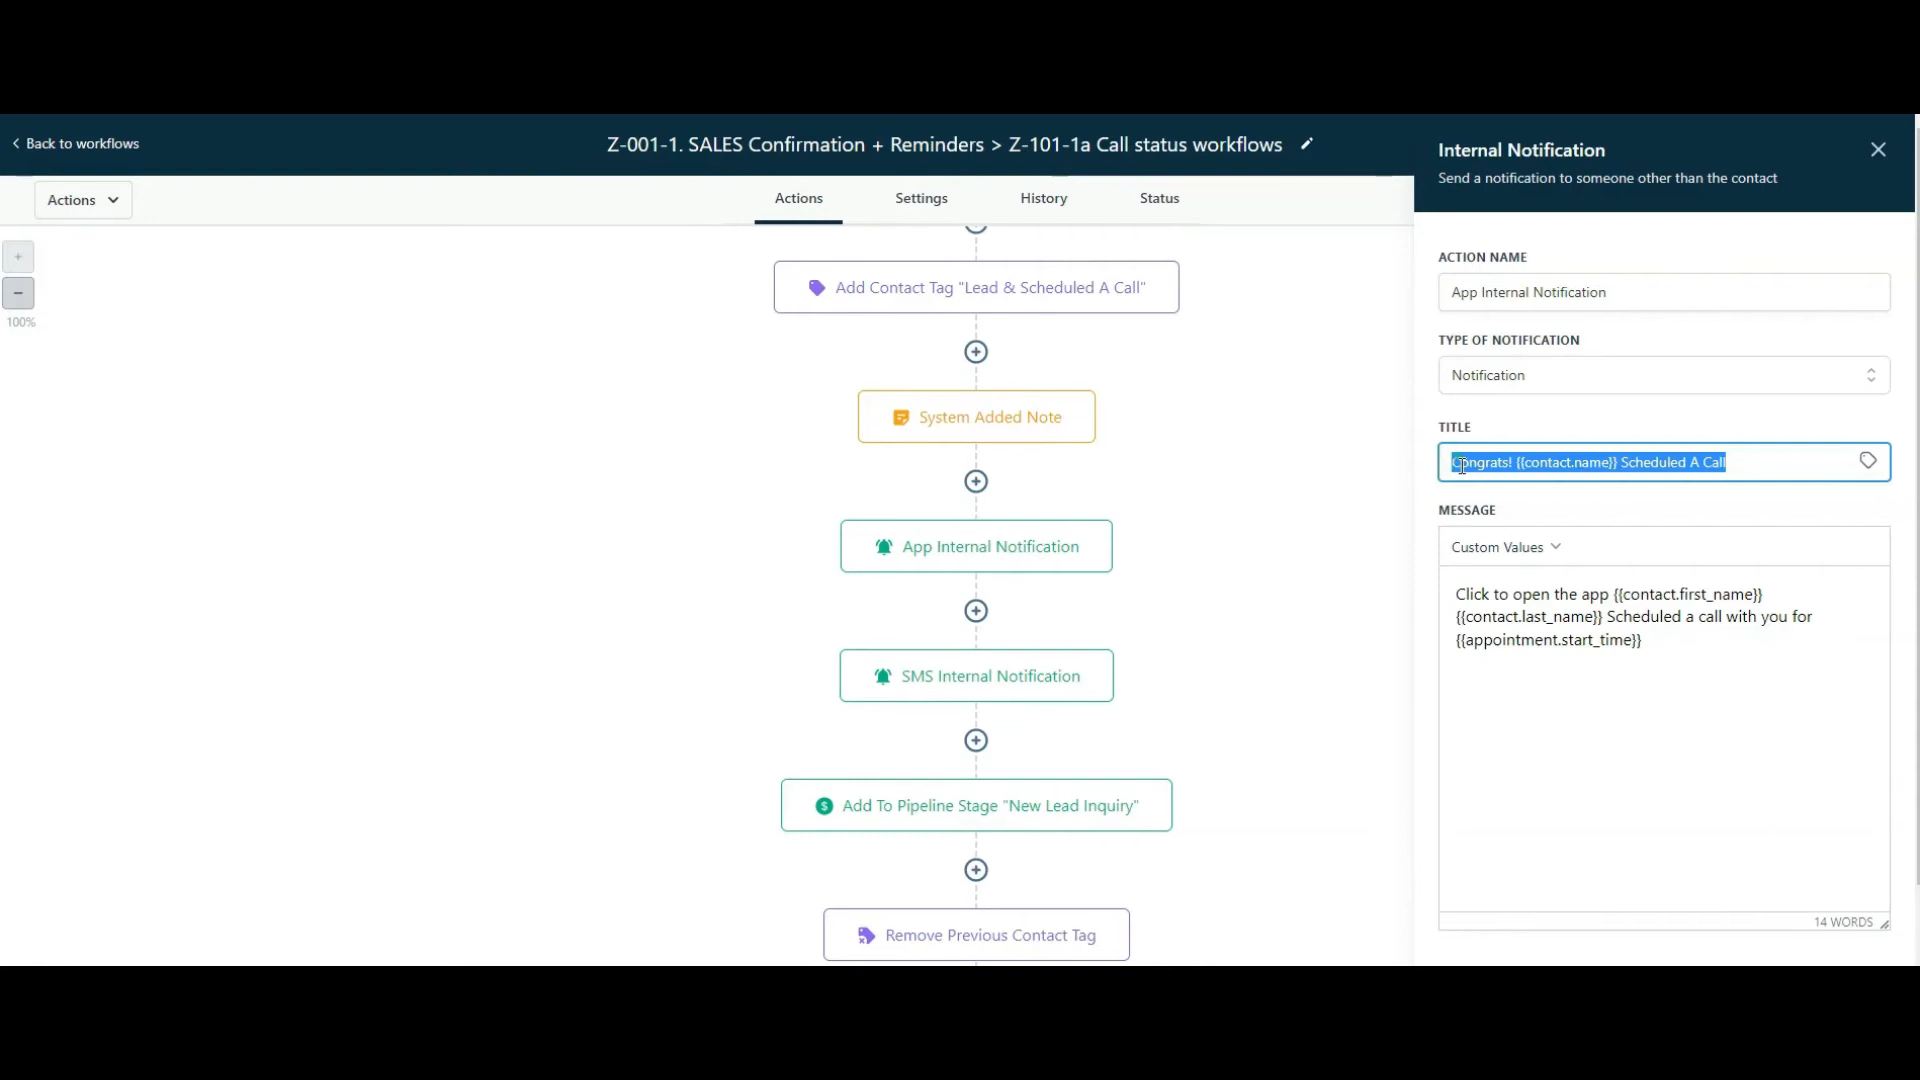 Back to workflows
Z-001-1. SALES Confirmation + Reminders > Z-101-1a Call status workflows
Actions
Actions
Settings
History
Status
+
−
100%
Add Contact Tag "Lead & Scheduled A Call"
System Added Note
App Internal Notification
SMS Internal Notification
Add To Pipeline Stage "New Lead Inquiry"
Remove Previous Contact Tag
Internal Notification
Send a notification to someone other than the contact
ACTION NAME
App Internal Notification
TYPE OF NOTIFICATION
Notification
TITLE
Congrats! {{contact.name}} Scheduled A Call
MESSAGE
Custom Values
Click to open the app {{contact.first_name}}
{{contact.last_name}} Scheduled a call with you for
{{appointment.start_time}}
14 WORDS